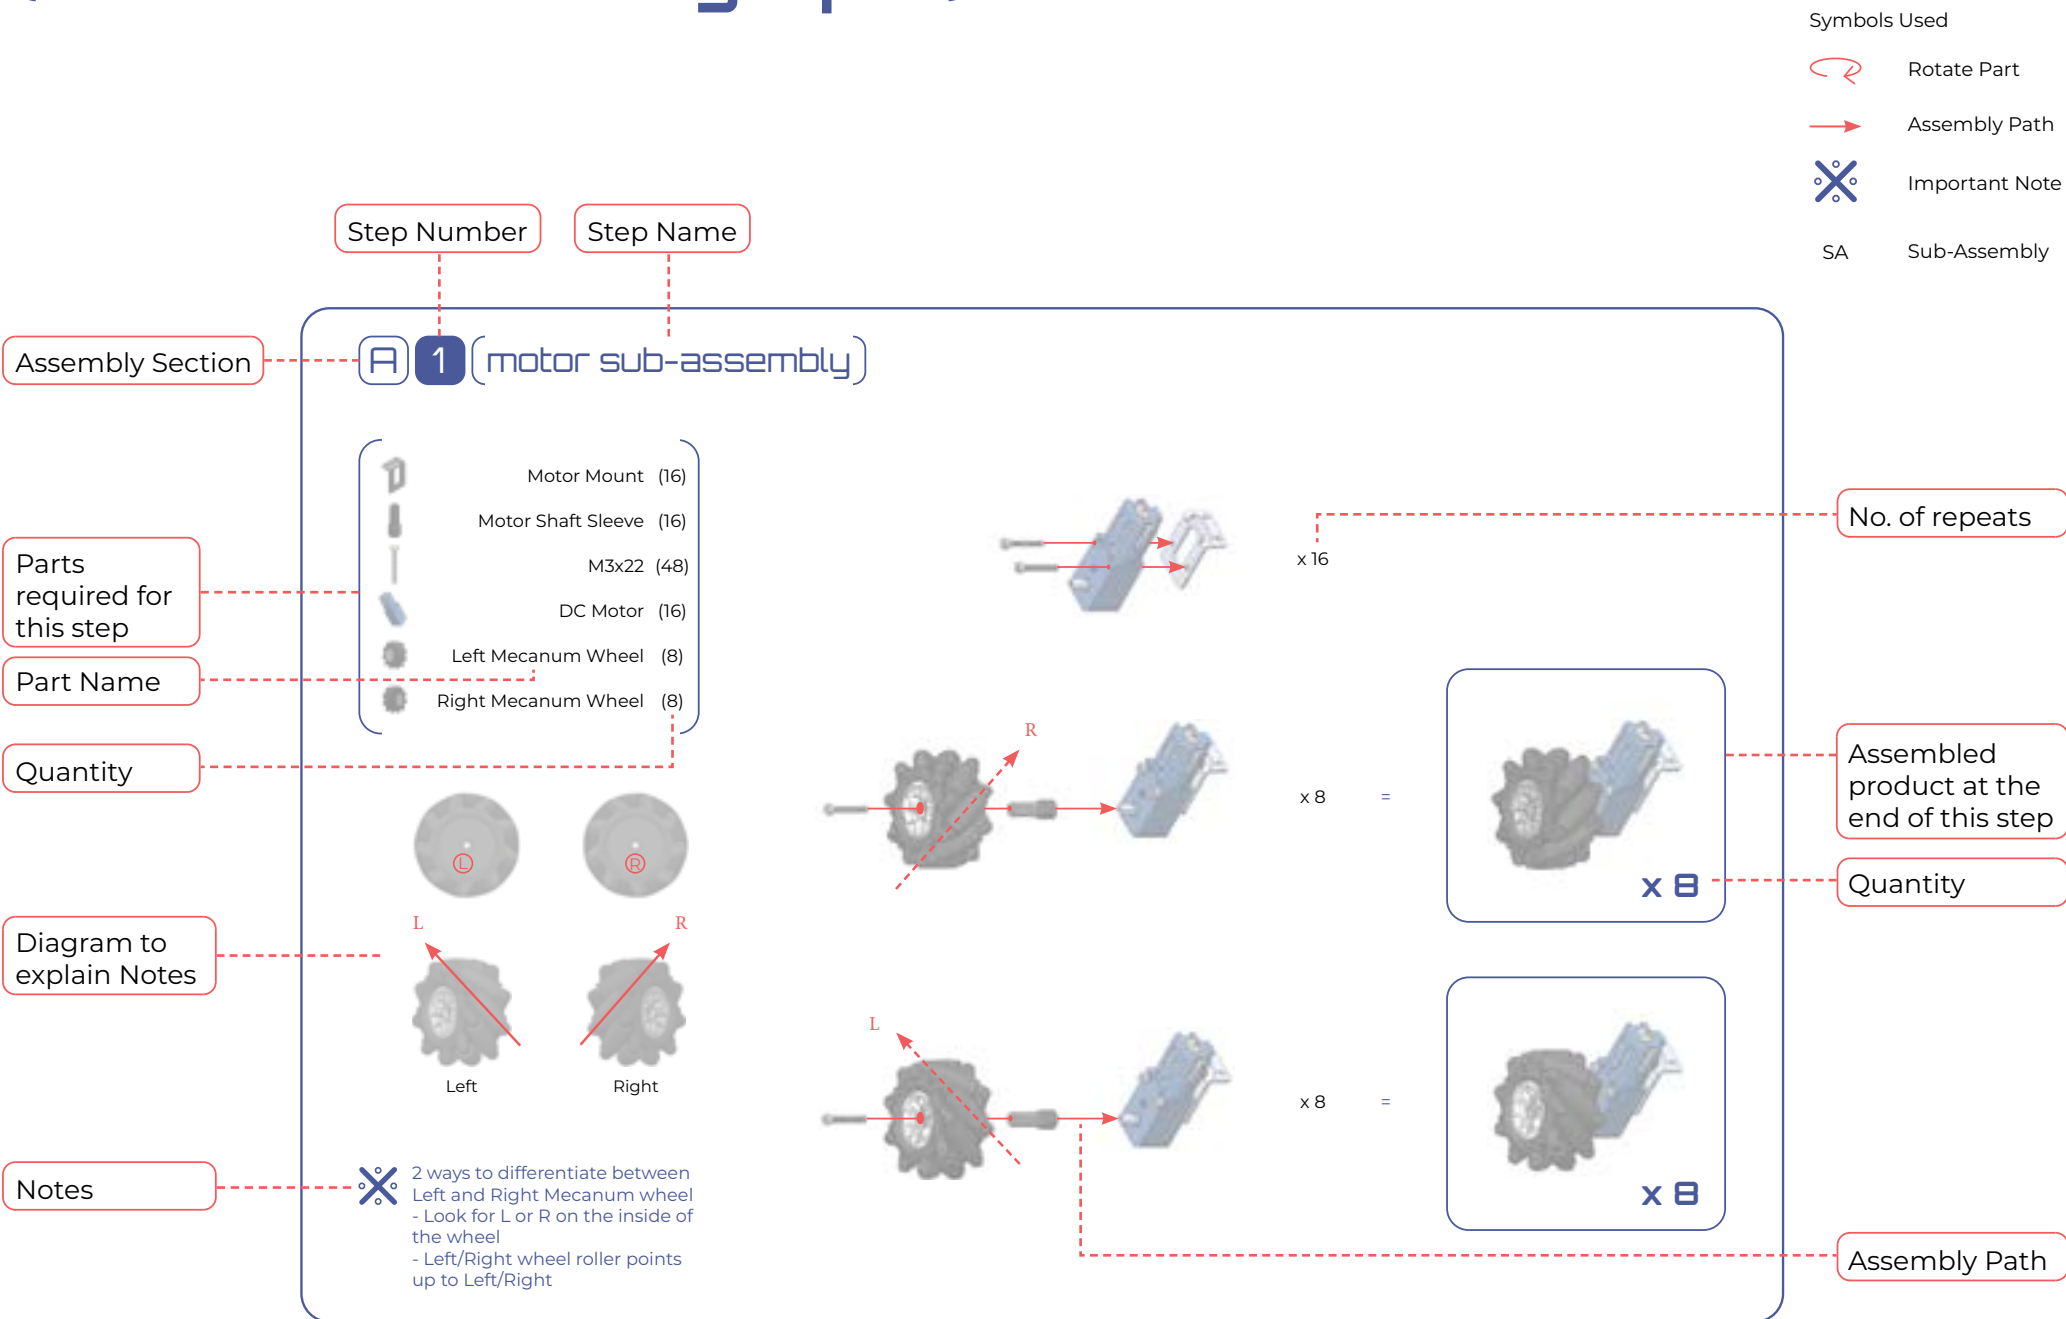 Symbols Used
Rotate Part
Assembly Path
Important Note
SA Sub-Assembly
Step Number
Step Name
Assembly Section
A 1 (motor sub-assembly)
Motor Mount (16)
Motor Shaft Sleeve (16)
M3x22 (48)
DC Motor (16)
Left Mecanum Wheel (8)
Right Mecanum Wheel (8)
Parts
required for
this step
Part Name
Quantity
x 16
No. of repeats
L
R
L
R
Left
Right
Diagram to
explain Notes
R
x 8 =
x 8
Assembled
product at the
end of this step
Quantity
L
x 8 =
x 8
Assembly Path
Notes
2 ways to differentiate between
Left and Right Mecanum wheel
- Look for L or R on the inside of
the wheel
- Left/Right wheel roller points
up to Left/Right